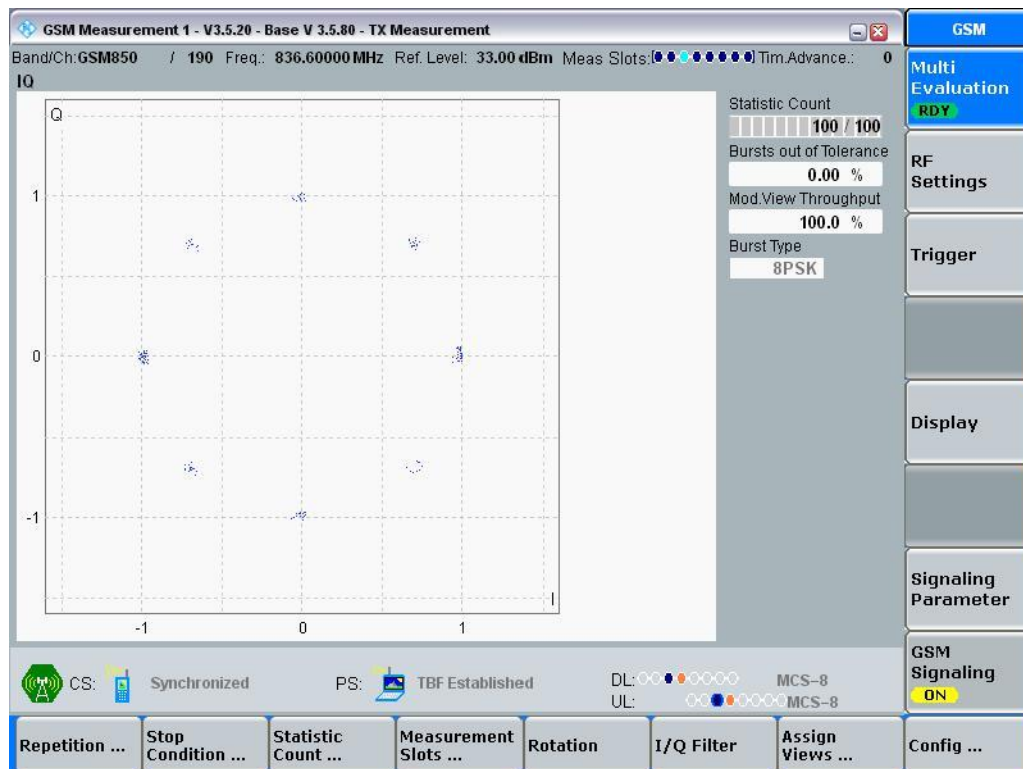 GSM Measurement 1 - V3.5.20 - Base V 3.5.80 - TX Measurement
GSM
Band/Ch:GSM850 / 190 Freq.: 836.60000 MHz Ref. Level: 33.00 dBm Meas Slots: Tim.Advance.: 0
IQ
Multi
Evaluation
RDY
Q
1
0
-1
-1 0 1
I
Statistic Count
100 / 100
Bursts out of Tolerance
0.00 %
Mod.View Throughput
100.0 %
Burst Type
8PSK
RF
Settings
Trigger
Display
Signaling
Parameter
GSM
Signaling
ON
CS: Synchronized PS: TBF Established DL: MCS-8
UL: MCS-8
Repetition ...
Stop
Condition ...
Statistic
Count ...
Measurement
Slots ...
Rotation
I/Q Filter
Assign
Views ...
Config ...